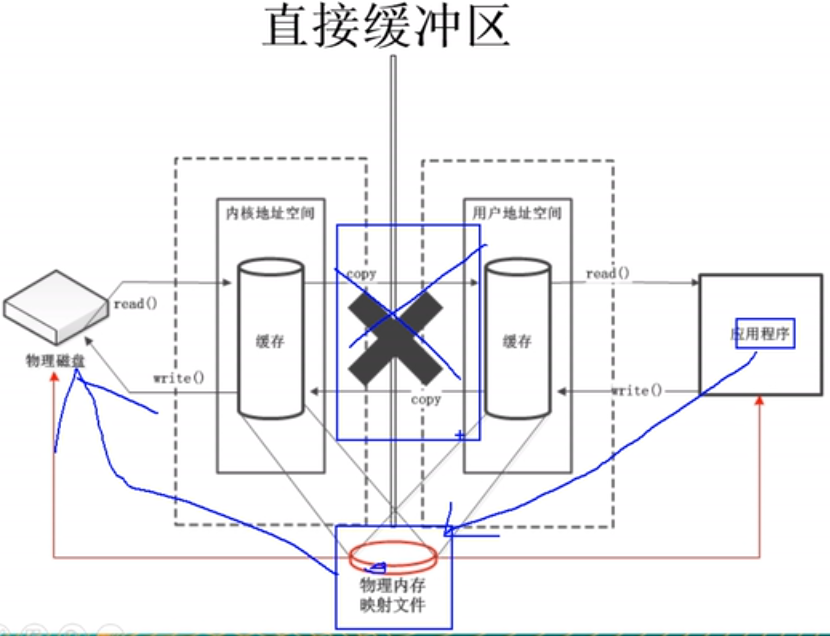 直接缓冲区
内核地址空间
用户地址空间
copy
read()
read()
缓存
缓存
应用程序
物理磁盘
write()
copy
write()
物理内存
映射文件